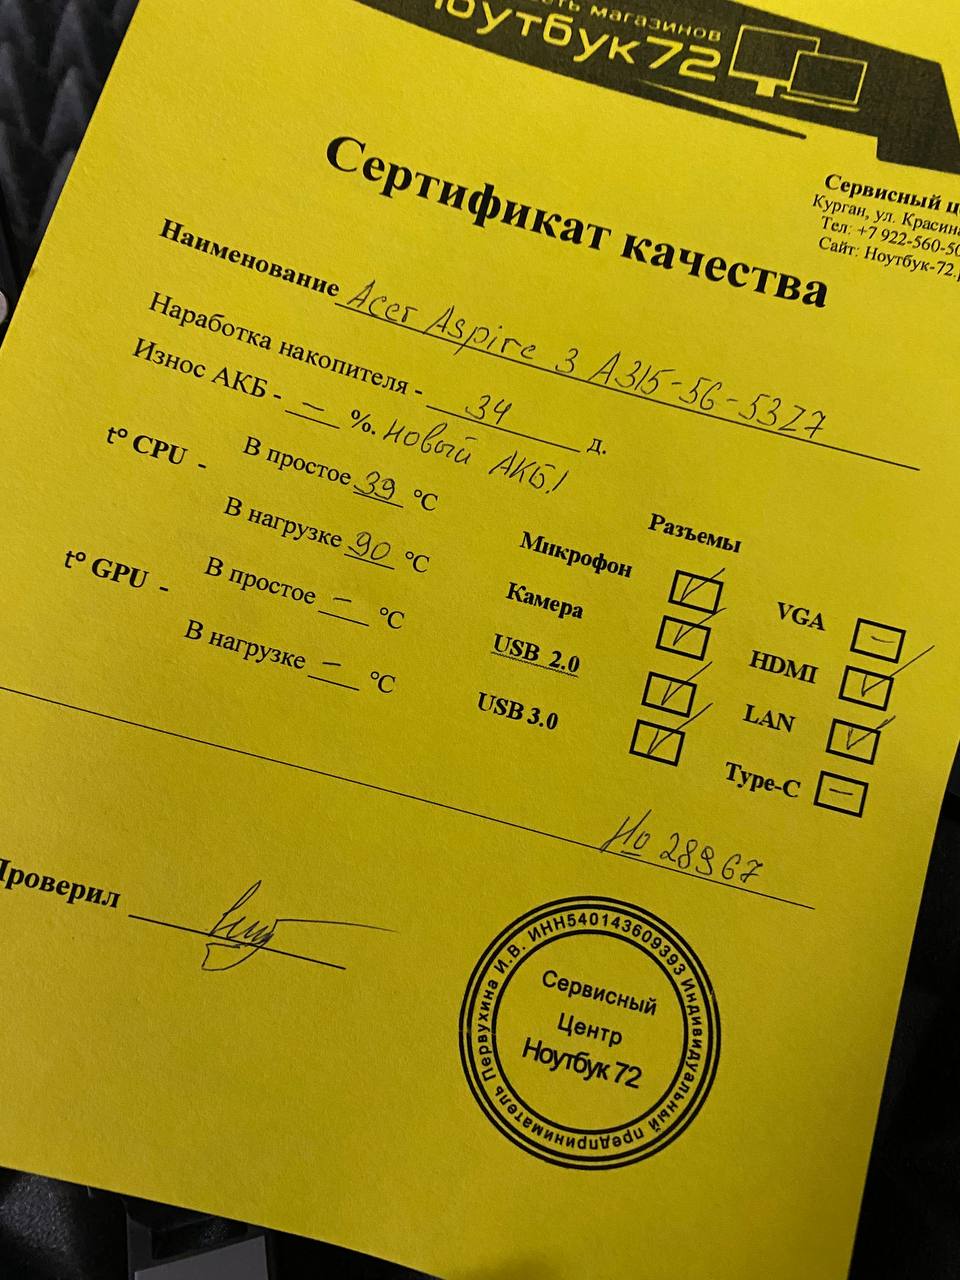 сеть магазинов
Ноутбук72
Сервисный
Курган, ул. Красина
Тел: +7 922-560-50
Сайт: Ноутбук-72.
Сертификат качества
Наименование Acer Aspire 3 A315-56-5327
Наработка накопителя - 34 д.
Износ АКБ - — %. новый АКБ!
t° CPU - В простое 39 °C
В нагрузке 90 °C
t° GPU - В простое — °C
В нагрузке — °C
Разъемы
Микрофон ✓ VGA —
Камера ✓ HDMI ✓
USB 2.0 ✓ LAN ✓
USB 3.0 ✓ Type-C —
Но 28967
Проверил
Индивидуальный предприниматель Первухина И.В. ИНН540143609393
Сервисный
Центр
Ноутбук 72